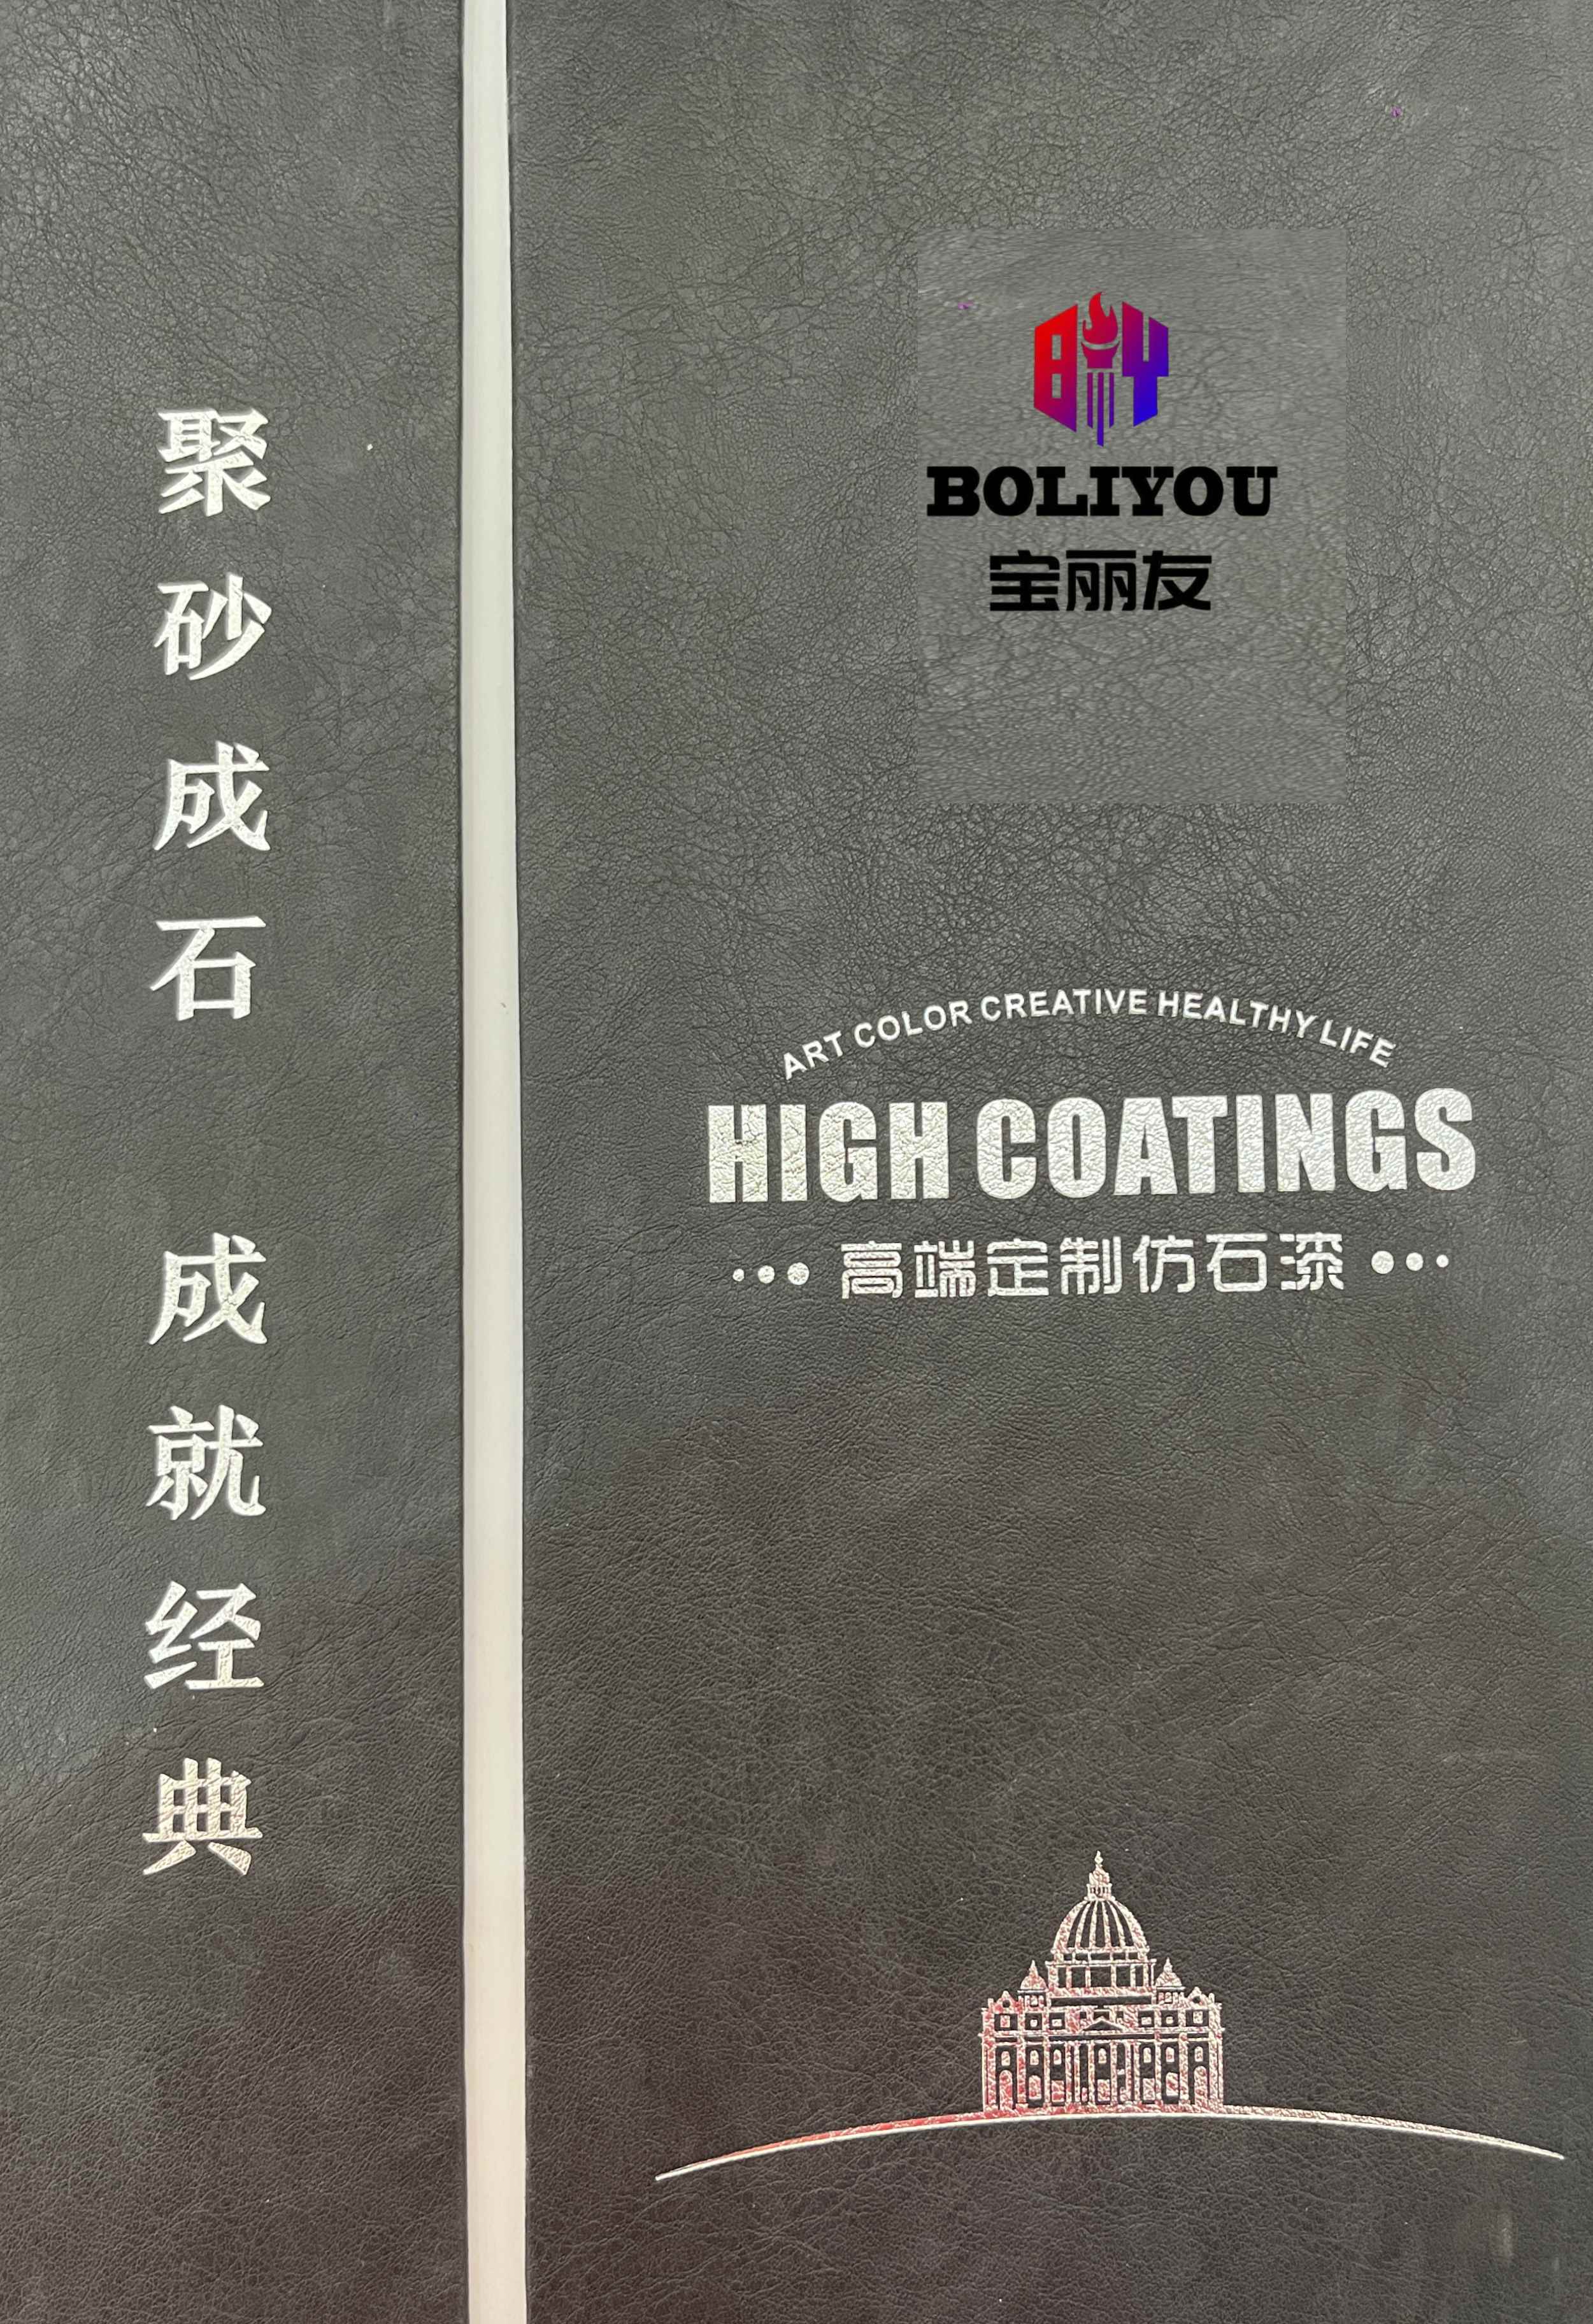 聚砂成石 成就经典
BY
BOLIYOU
宝丽友
ART COLOR CREATIVE HEALTHY LIFE
HIGH COATINGS
高端定制仿石漆